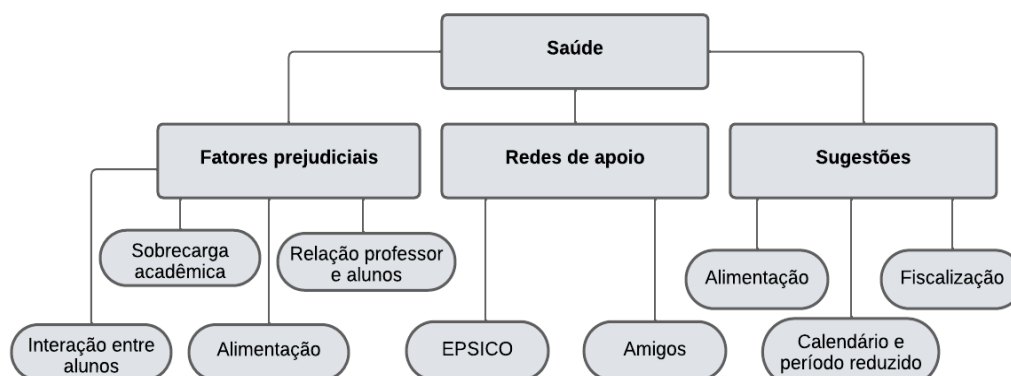 Saúde
Fatores prejudiciais
Redes de apoio
Sugestões
Sobrecarga
acadêmica
Relação professor
e alunos
Alimentação
Fiscalização
Interação entre
alunos
Alimentação
EPSICO
Amigos
Calendário e
período reduzido